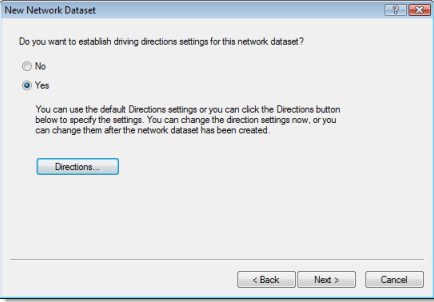 New Network Dataset
Do you want to establish driving directions settings for this network dataset?
No
Yes
You can use the default Directions settings or you can click the Directions button
below to specify the settings. You can change the direction settings now, or you
can change them after the network dataset has been created.
Directions...
< Back Next > Cancel